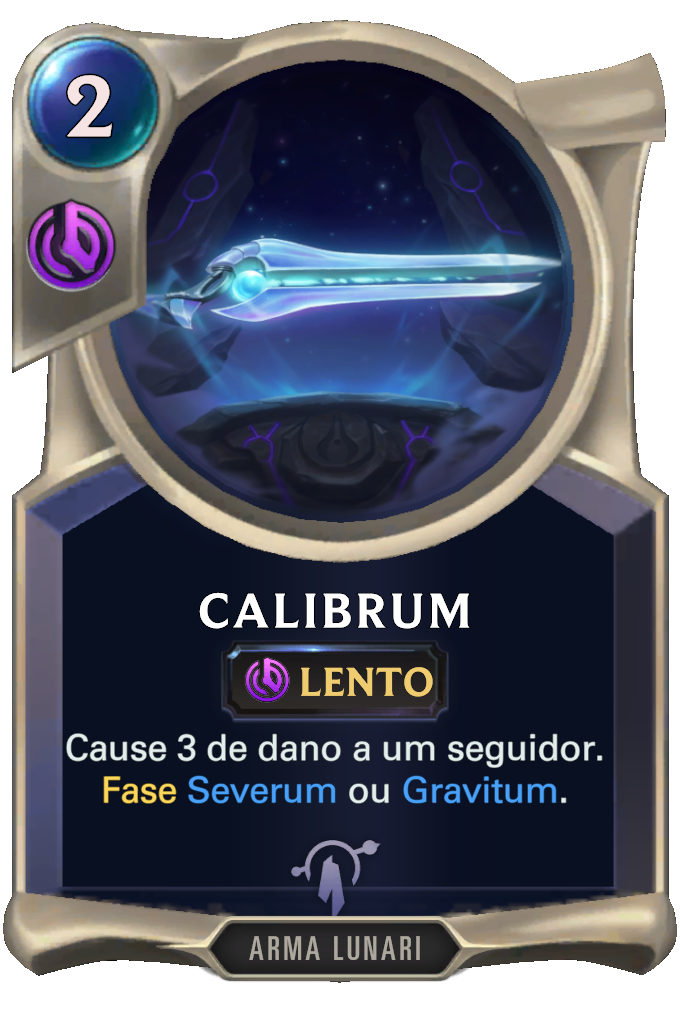 2
CALIBRUM
LENTO
Cause 3 de dano a um seguidor.
Fase Severum ou Gravitum.
ARMA LUNARI